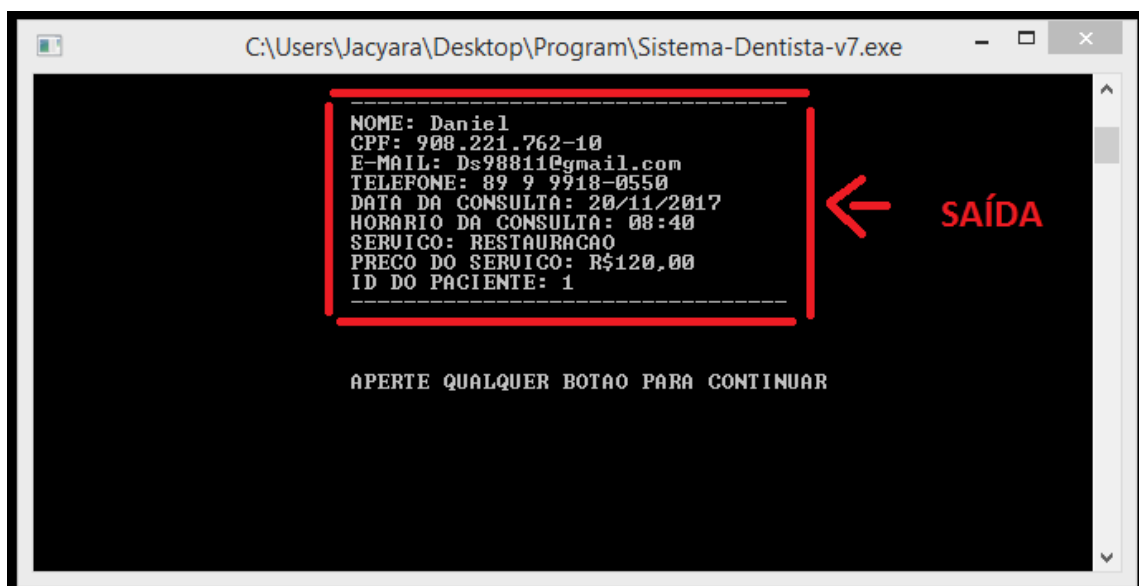 C:\Users\Jacyara\Desktop\Program\Sistema-Dentista-v7.exe
---------------------------------
NOME: Daniel
CPF: 908.221.762-10
E-MAIL: Ds98811@gmail.com
TELEFONE: 89 9 9918-0550
DATA DA CONSULTA: 20/11/2017
HORARIO DA CONSULTA: 08:40
SERVICO: RESTAURACAO
PRECO DO SERVICO: R$120,00
ID DO PACIENTE: 1
---------------------------------
SAÍDA
APERTE QUALQUER BOTAO PARA CONTINUAR